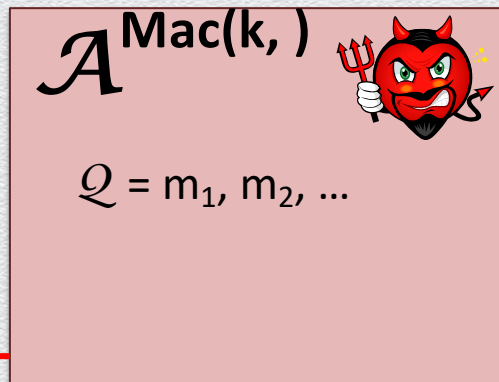 𝒜^Mac(k, )
𝒬 = m₁, m₂, ...